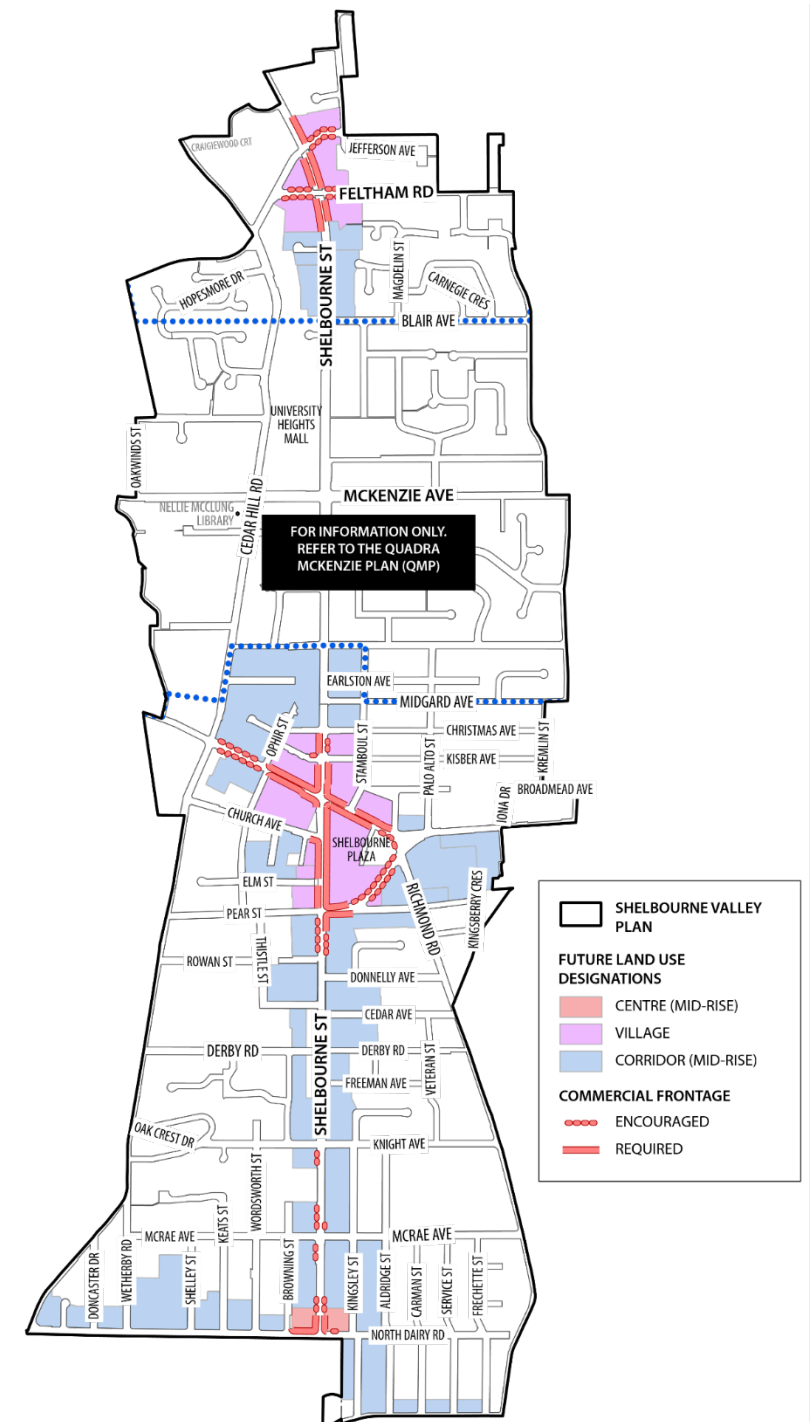 CRAIGIEWOOD CRT
JEFFERSON AVE
FELTHAM RD
SHELBOURNE ST
MAGDELIN ST
HOPESMORE DR
CARNEGIE CRES
BLAIR AVE
UNIVERSITY
HEIGHTS
MALL
OAKWINDS ST
MCKENZIE AVE
NELLIE MCCLUNG
LIBRARY
CEDAR HILL RD
FOR INFORMATION ONLY.
REFER TO THE QUADRA
MCKENZIE PLAN (QMP)
EARLSTON AVE
MIDGARD AVE
OPHIR ST
CHRISTMAS AVE
STAMBOUL ST
KISBER AVE
PALO ALTO ST
KREMLIN ST
BROADMEAD AVE
IONA DR
CHURCH AVE
SHELBOURNE
PLAZA
ELM ST
PEAR ST
RICHMOND RD
KINGSBERRY CRES
ROWAN ST
THISTLE ST
DONNELLY AVE
SHELBOURNE ST
CEDAR AVE
DERBY RD
DERBY RD
VETERAN ST
FREEMAN AVE
OAK CREST DR
KNIGHT AVE
WORDSWORTH ST
KEATS ST
MCRAE AVE
MCRAE AVE
DONCASTER DR
WETHERBY RD
SHELLEY ST
BROWNING ST
KINGSLEY ST
ALDRIDGE ST
CARMAN ST
SERVICE ST
FRECHETTE ST
NORTH DAIRY RD
SHELBOURNE VALLEY
PLAN
FUTURE LAND USE
DESIGNATIONS
CENTRE (MID-RISE)
VILLAGE
CORRIDOR (MID-RISE)
COMMERCIAL FRONTAGE
ENCOURAGED
REQUIRED